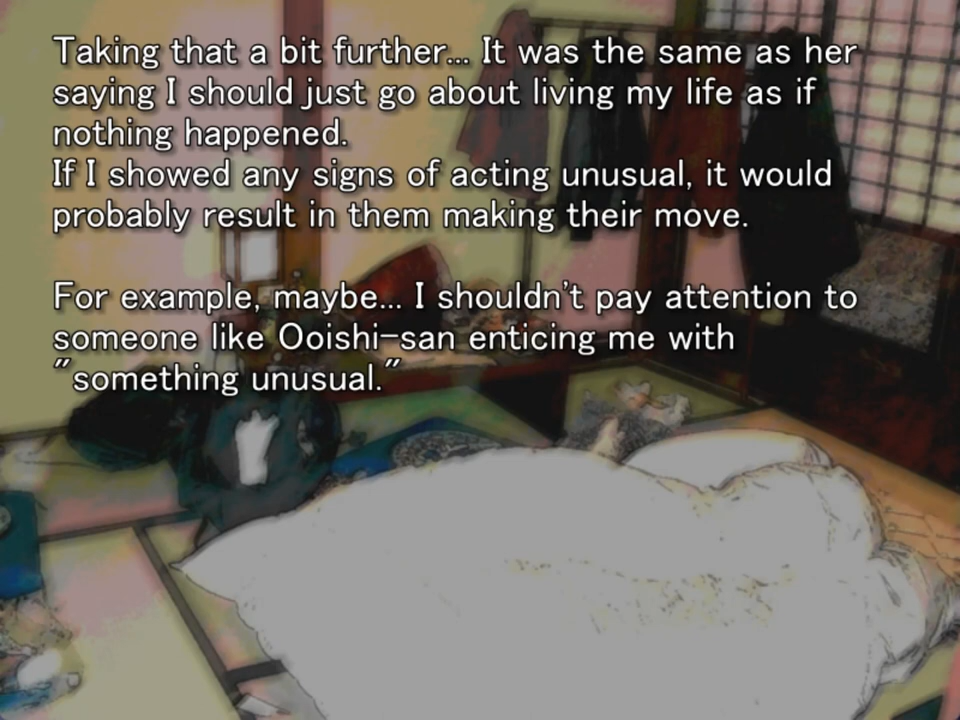 Taking that a bit further... It was the same as her
saying I should just go about living my life as if
nothing happened.
If I showed any signs of acting unusual, it would
probably result in them making their move.
For example, maybe... I shouldn't pay attention to
someone like Ooishi-san enticing me with
"something unusual."